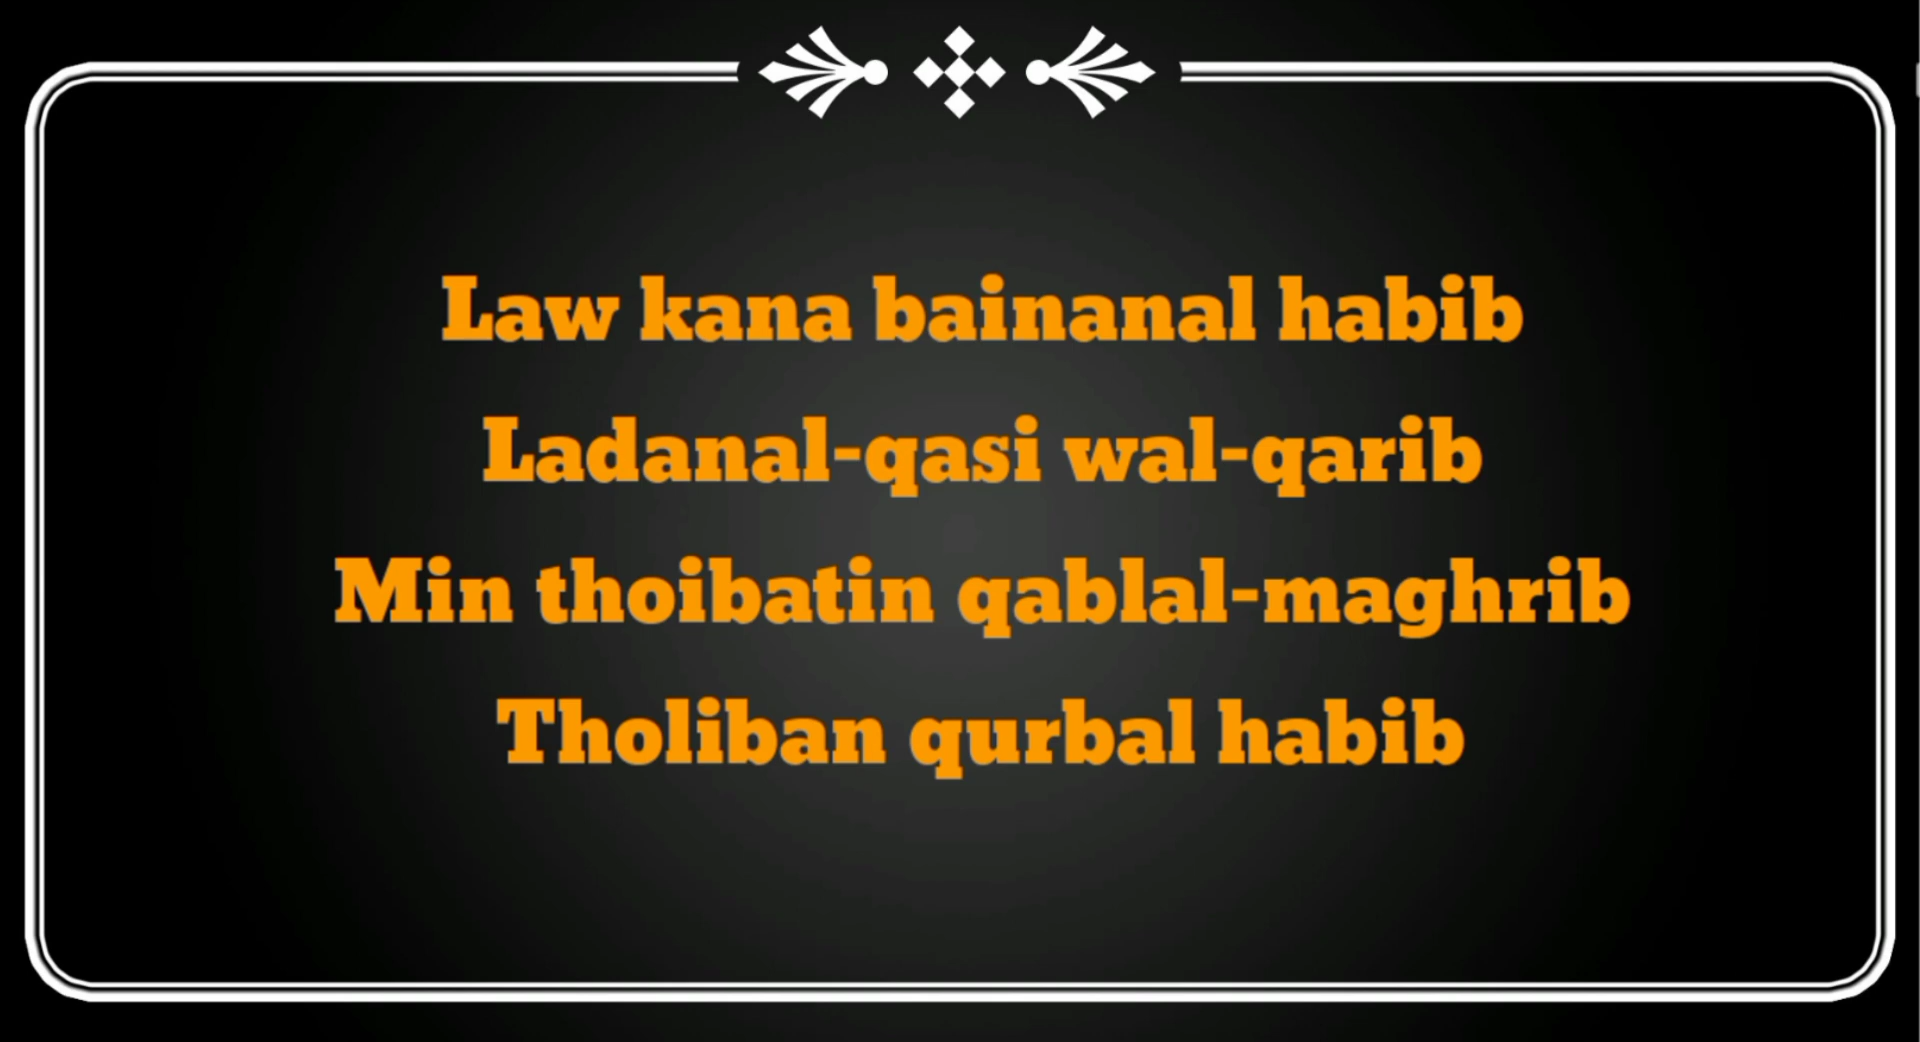 Law kana bainanal habib
Ladanal-qasi wal-qarib
Min thoibatin qablal-maghrib
Tholiban qurbal habib